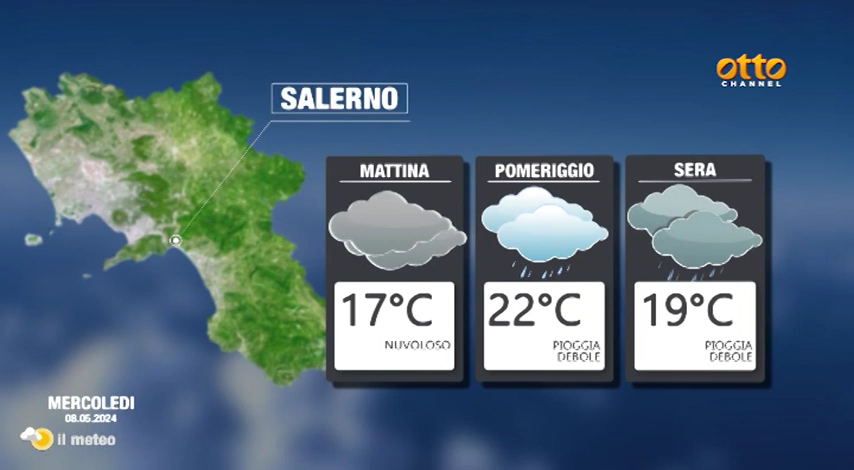 otto
CHANNEL
SALERNO
MATTINA
POMERIGGIO
SERA
17°C
22°C
19°C
NUVOLOSO
PIOGGIA
DEBOLE
PIOGGIA
DEBOLE
MERCOLEDI
08.05.2024
il meteo